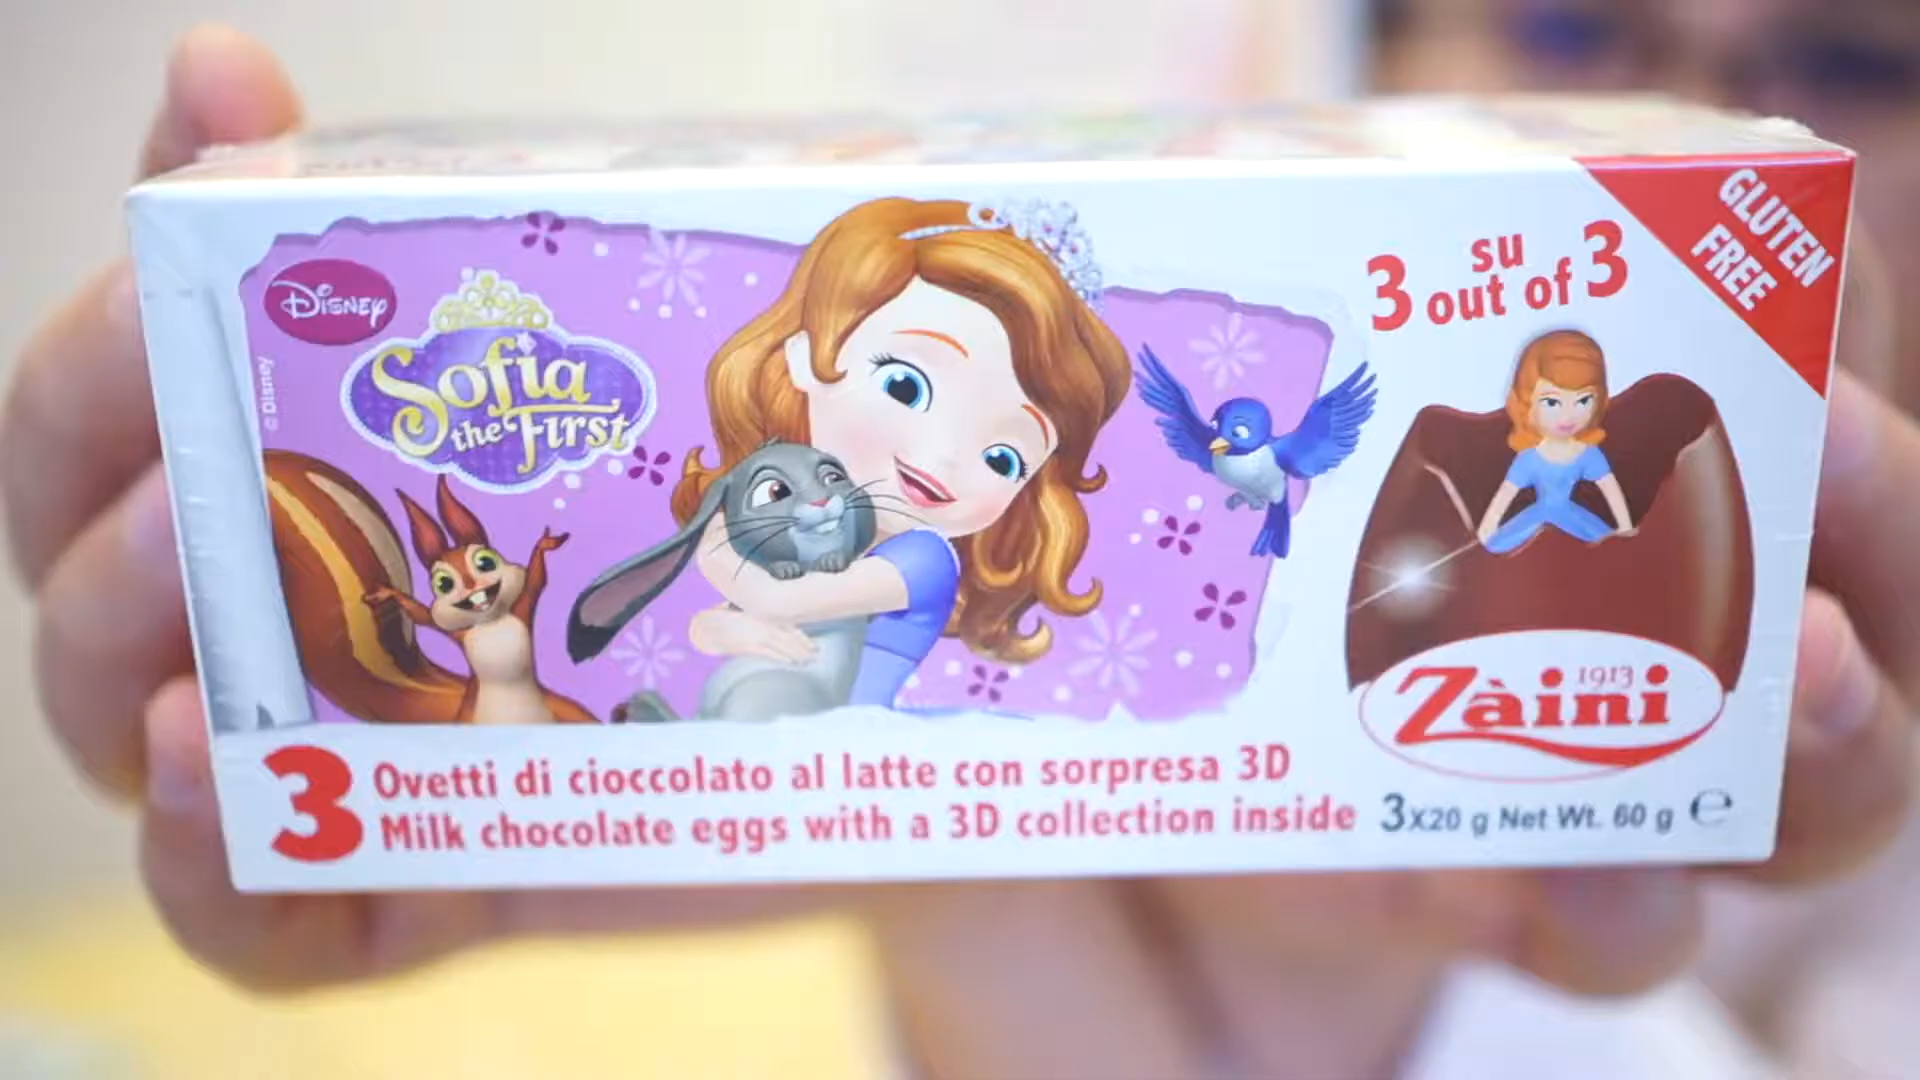 DISNEY
© Disney
Sofia
the First
3 su 3
out of
GLUTEN
FREE
Zàini
1913
3
Ovetti di cioccolato al latte con sorpresa 3D
Milk chocolate eggs with a 3D collection inside
3x20 g Net Wt. 60 g ℮